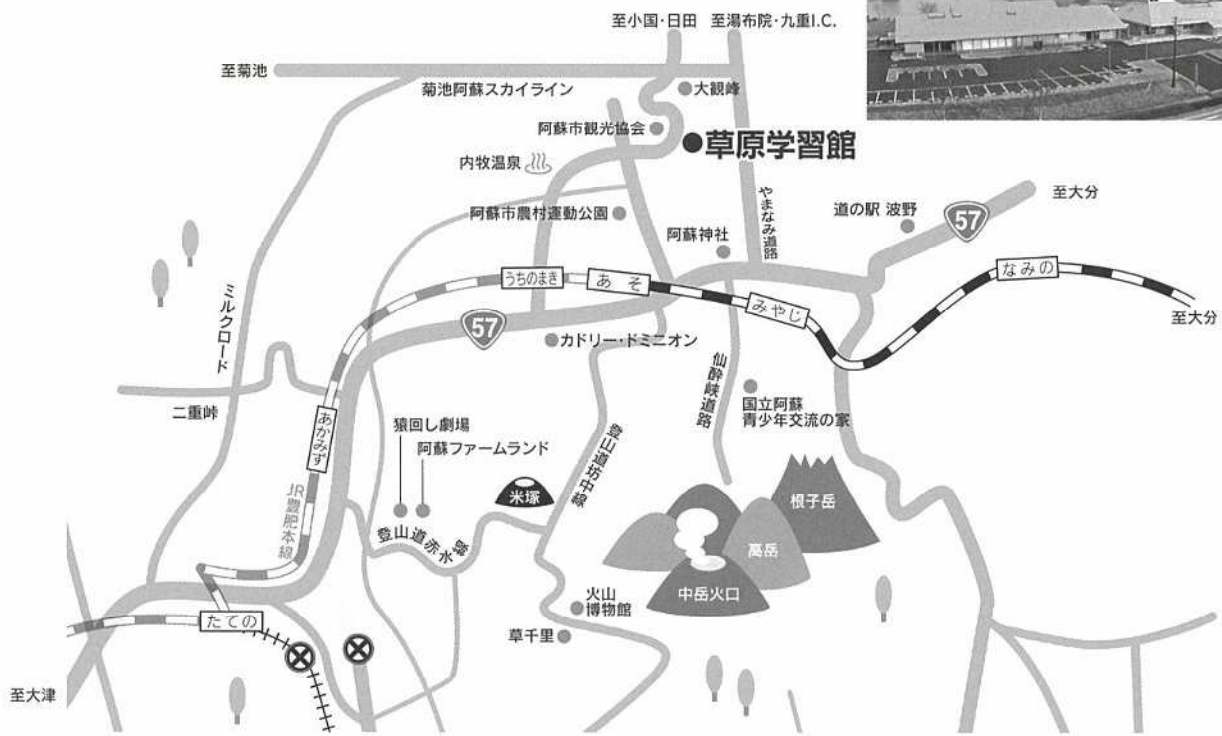 至小国・日田
至湯布院・九重I.C.
至菊池
菊池阿蘇スカイライン
大観峰
阿蘇市観光協会
草原学習館
内牧温泉
やまなみ道路
至大分
道の駅 波野
57
阿蘇市農村運動公園
阿蘇神社
うちのまき
あそ
みやじ
なみの
至大分
ミルクロード
57
カドリー・ドミニオン
仙酔峡道路
国立阿蘇
青少年交流の家
二重峠
あかみず
猿回し劇場
阿蘇ファームランド
登山道坊中線
米塚
根子岳
JR豊肥本線
登山道赤水線
高岳
中岳火口
火山
博物館
たての
草千里
至大津